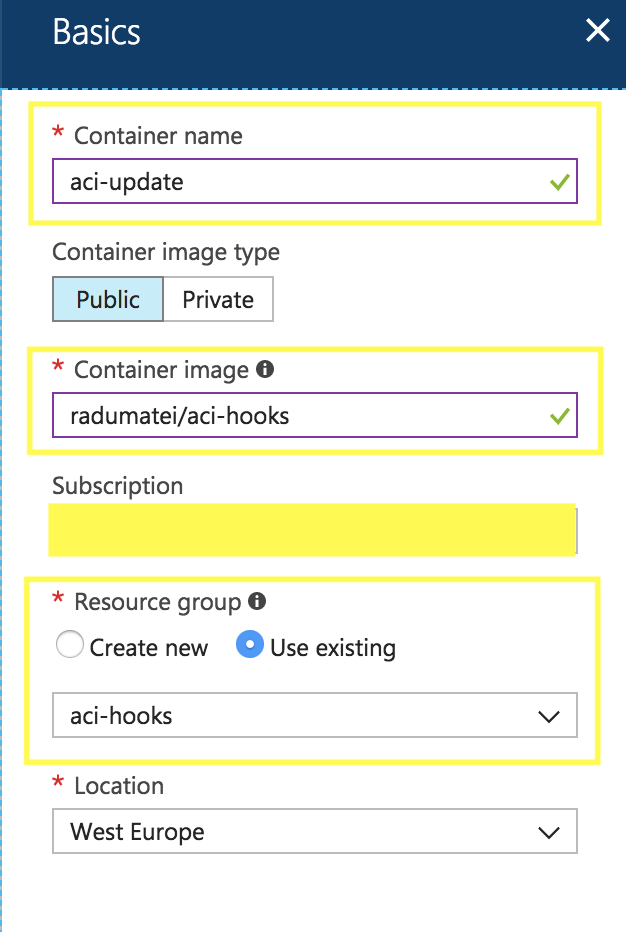 Basics
* Container name
aci-update
Container image type
Public Private
* Container image
radumatei/aci-hooks
Subscription
* Resource group
Create new Use existing
aci-hooks
* Location
West Europe